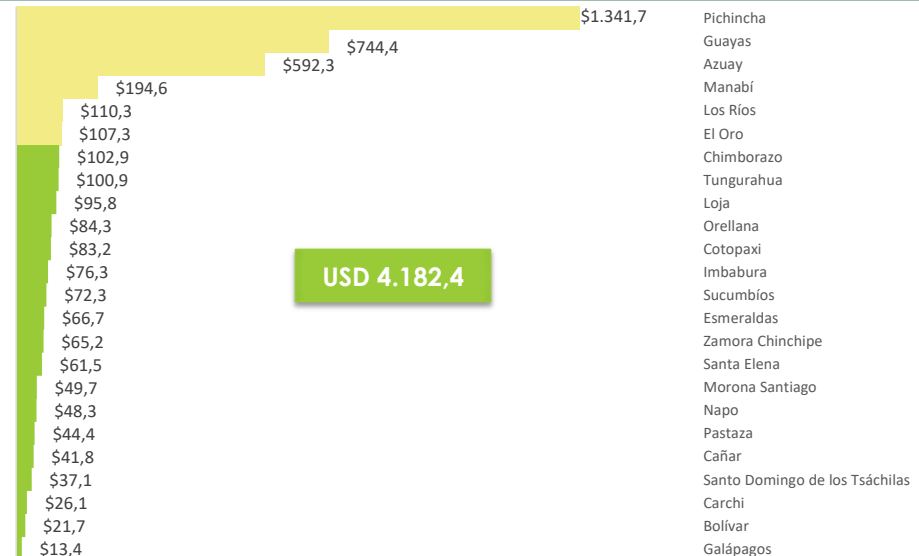 $1.341,7 Pichincha
$744,4 Guayas
$592,3 Azuay
$194,6 Manabí
$110,3 Los Ríos
$107,3 El Oro
$102,9 Chimborazo
$100,9 Tungurahua
$95,8 Loja
$84,3 Orellana
$83,2 Cotopaxi
$76,3 Imbabura
USD 4.182,4
$72,3 Sucumbíos
$66,7 Esmeraldas
$65,2 Zamora Chinchipe
$61,5 Santa Elena
$49,7 Morona Santiago
$48,3 Napo
$44,4 Pastaza
$41,8 Cañar
$37,1 Santo Domingo de los Tsáchilas
$26,1 Carchi
$21,7 Bolívar
$13,4 Galápagos